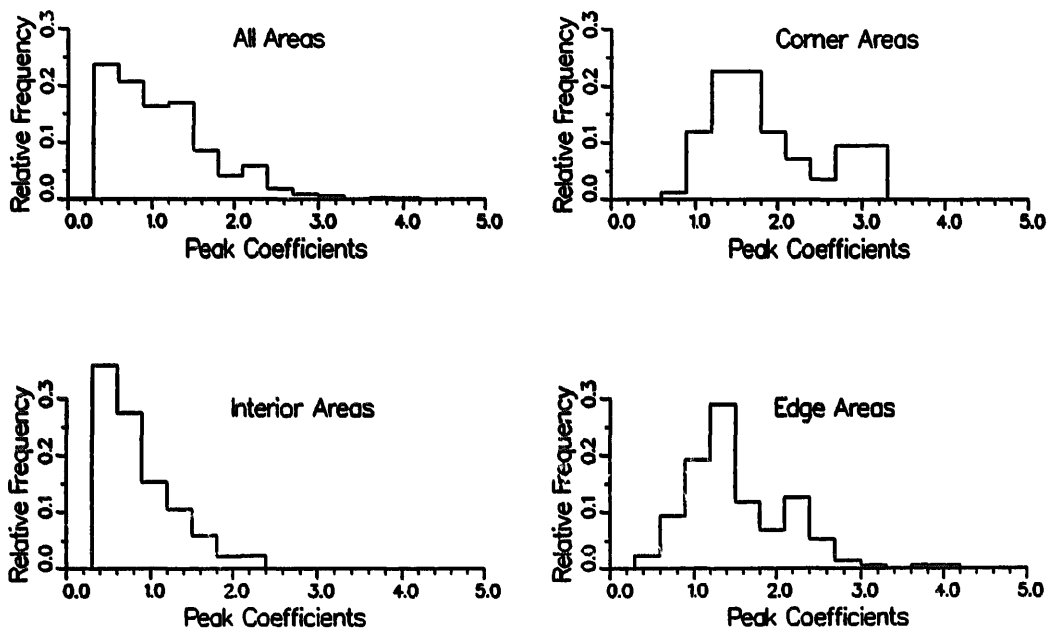 All Areas
Relative Frequency
0.0 0.1 0.2 0.3
0.0 1.0 2.0 3.0 4.0 5.0
Peak Coefficients
Corner Areas
Relative Frequency
0.0 0.1 0.2 0.3
0.0 1.0 2.0 3.0 4.0 5.0
Peak Coefficients
Interior Areas
Relative Frequency
0.0 0.1 0.2 0.3
0.0 1.0 2.0 3.0 4.0 5.0
Peak Coefficients
Edge Areas
Relative Frequency
0.0 0.1 0.2 0.3
0.0 1.0 2.0 3.0 4.0 5.0
Peak Coefficients